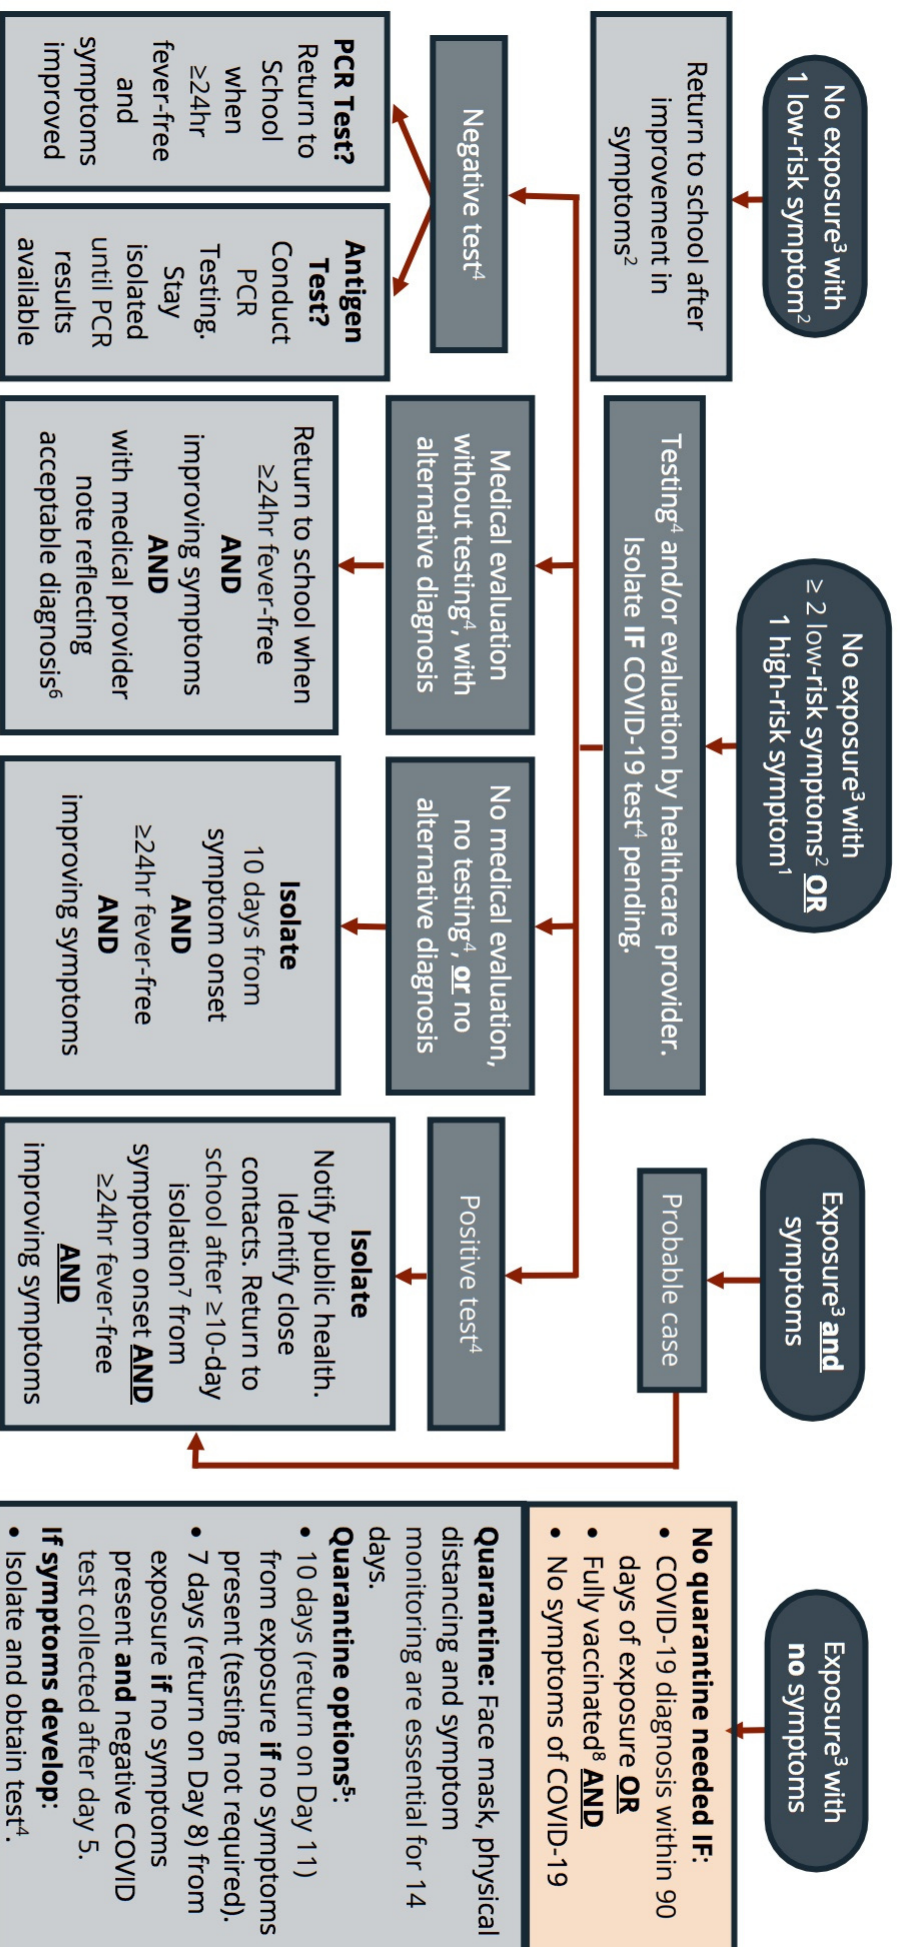 No exposure³ with
1 low-risk symptom²
Return to school after
improvement in
symptoms²
No exposure³ with
≥ 2 low-risk symptoms² OR
1 high-risk symptom¹
Testing⁴ and/or evaluation by healthcare provider.
Isolate IF COVID-19 test⁴ pending.
Negative test⁴
PCR Test?
Return to
School
when
≥24hr
fever-free
and
symptoms
improved
Antigen
Test?
Conduct
PCR
Testing.
Stay
isolated
until PCR
results
available
Medical evaluation
without testing⁴, with
alternative diagnosis
Return to school when
≥24hr fever-free
AND
improving symptoms
AND
with medical provider
note reflecting
acceptable diagnosis⁶
No medical evaluation,
no testing⁴, or no
alternative diagnosis
Isolate
10 days from
symptom onset
AND
≥24hr fever-free
AND
improving symptoms
Exposure³ and
symptoms
Probable case
Positive test⁴
Isolate
Notify public health.
Identify close
contacts. Return to
school after ≥10-day
isolation⁷ from
symptom onset AND
≥24hr fever-free
AND
improving symptoms
Exposure³ with
no symptoms
No quarantine needed IF:
• COVID-19 diagnosis within 90
days of exposure OR
• Fully vaccinated⁸ AND
• No symptoms of COVID-19
Quarantine: Face mask, physical
distancing and symptom
monitoring are essential for 14
days.
Quarantine options⁵:
• 10 days (return on Day 11)
from exposure if no symptoms
present (testing not required).
• 7 days (return on Day 8) from
exposure if no symptoms
present and negative COVID
test collected after day 5.
If symptoms develop:
• Isolate and obtain test⁴.